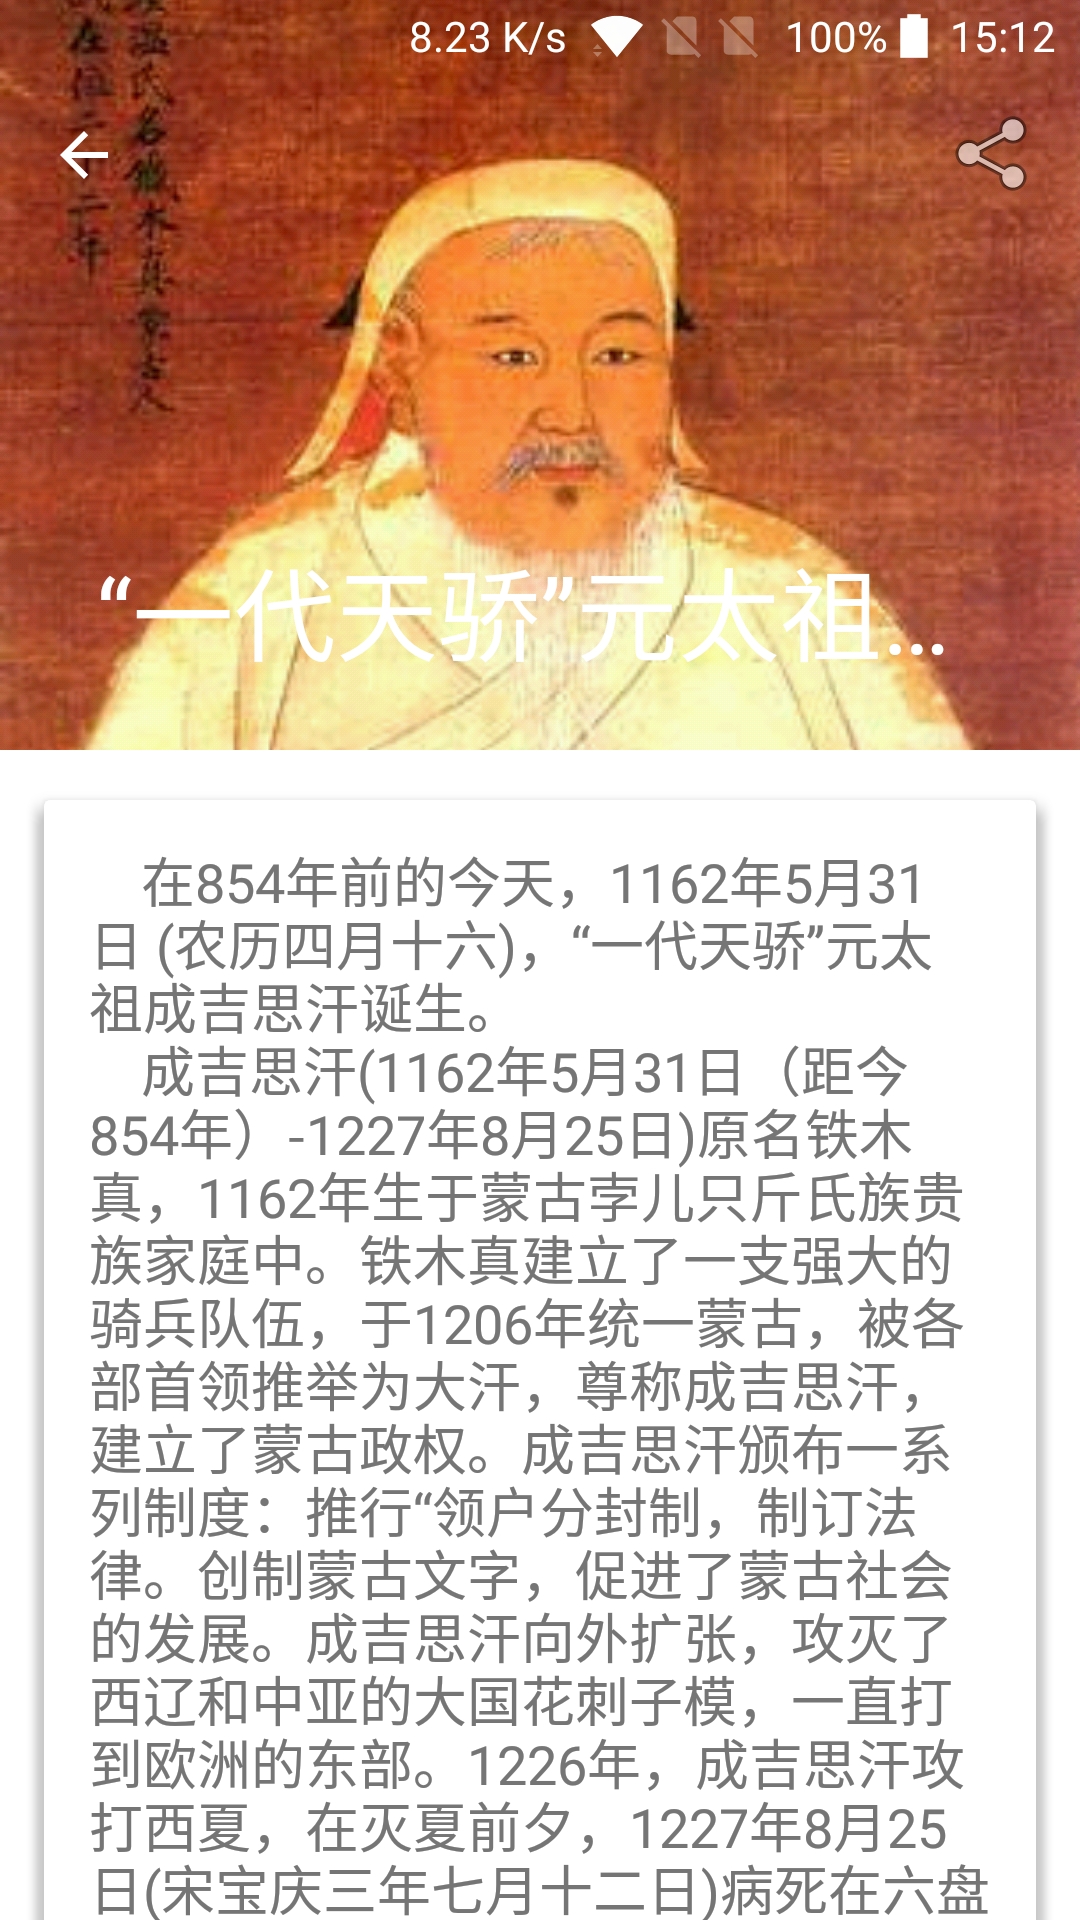 8.23 K/s 100% 15:12
“一代天骄”元太祖...
在854年前的今天，1162年5月31
日 (农历四月十六)，“一代天骄”元太
祖成吉思汗诞生。
成吉思汗(1162年5月31日（距今
854年）-1227年8月25日)原名铁木
真，1162年生于蒙古孛儿只斤氏族贵
族家庭中。铁木真建立了一支强大的
骑兵队伍，于1206年统一蒙古，被各
部首领推举为大汗，尊称成吉思汗，
建立了蒙古政权。成吉思汗颁布一系
列制度：推行“领户分封制，制订法
律。创制蒙古文字，促进了蒙古社会
的发展。成吉思汗向外扩张，攻灭了
西辽和中亚的大国花刺子模，一直打
到欧洲的东部。1226年，成吉思汗攻
打西夏，在灭夏前夕，1227年8月25
日(宋宝庆三年七月十二日)病死在六盘